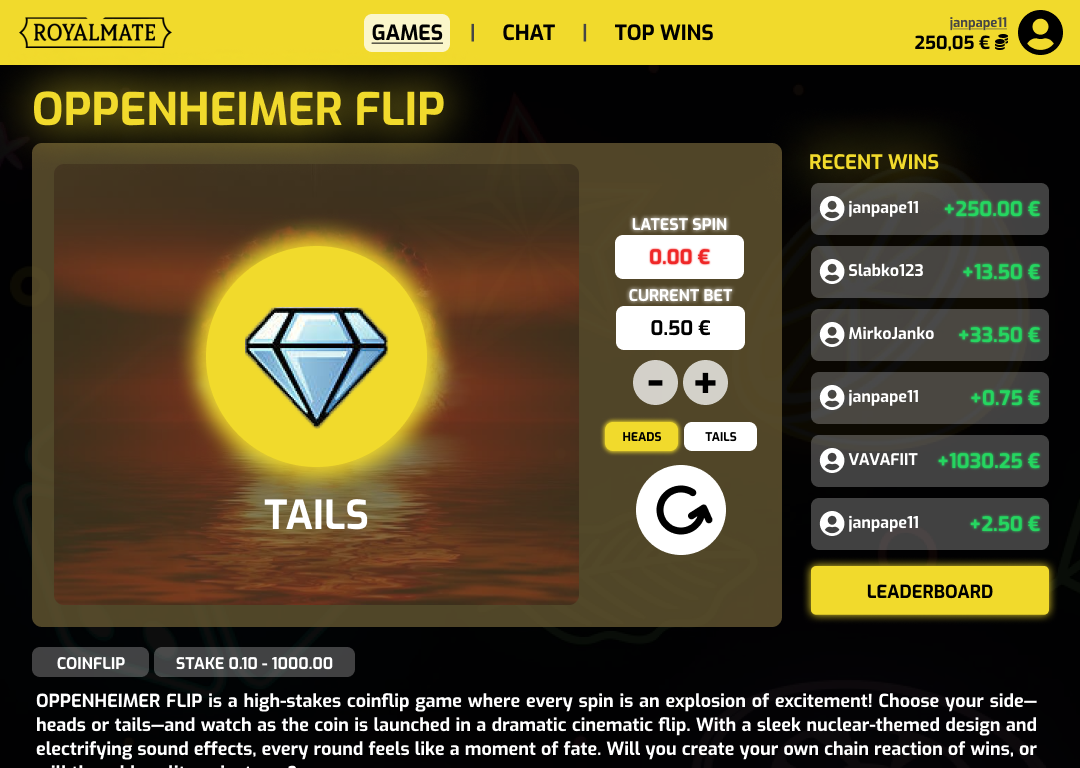 ROYALMATE
GAMES | CHAT | TOP WINS
janpape11
250,05 €
OPPENHEIMER FLIP
TAILS
LATEST SPIN
0.00 €
CURRENT BET
0.50 €
- +
HEADS TAILS
RECENT WINS
janpape11 +250.00 €
Slabko123 +13.50 €
MirkoJanko +33.50 €
janpape11 +0.75 €
VAVAFIIT +1030.25 €
janpape11 +2.50 €
LEADERBOARD
COINFLIP STAKE 0.10 - 1000.00
OPPENHEIMER FLIP is a high-stakes coinflip game where every spin is an explosion of excitement! Choose your side—
heads or tails—and watch as the coin is launched in a dramatic cinematic flip. With a sleek nuclear-themed design and
electrifying sound effects, every round feels like a moment of fate. Will you create your own chain reaction of wins, or